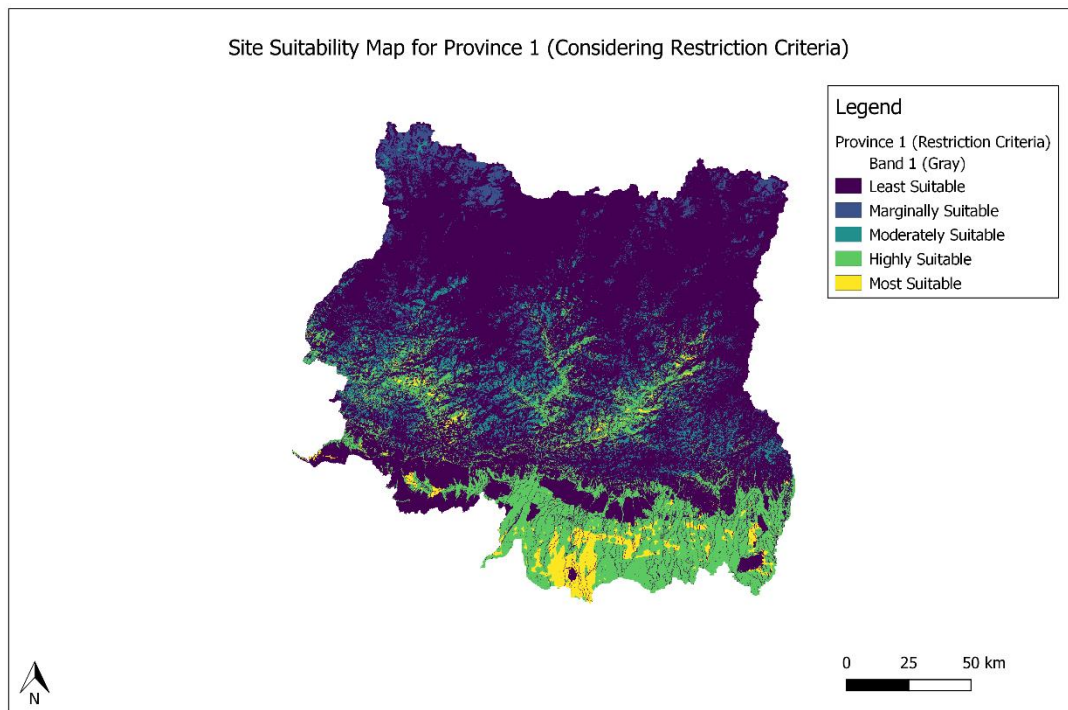 Site Suitability Map for Province 1 (Considering Restriction Criteria)
Legend
Province 1 (Restriction Criteria)
Band 1 (Gray)
Least Suitable
Marginally Suitable
Moderately Suitable
Highly Suitable
Most Suitable
N
0 25 50 km